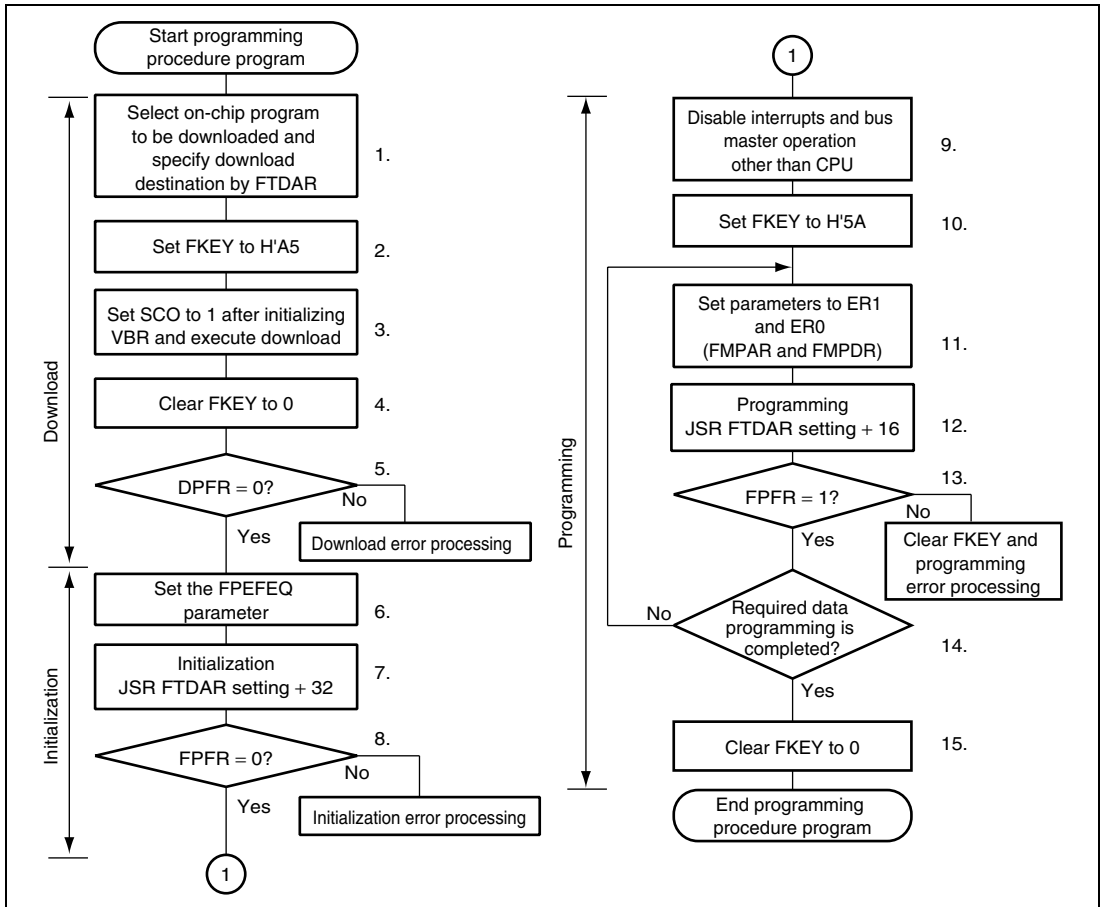 Start programming
procedure program
Download
Select on-chip program
to be downloaded and
specify download
destination by FTDAR
1.
Set FKEY to H'A5
2.
Set SCO to 1 after initializing
VBR and execute download
3.
Clear FKEY to 0
4.
DPFR = 0?
5.
No
Yes
Download error processing
Initialization
Set the FPEFEQ
parameter
6.
Initialization
JSR FTDAR setting + 32
7.
FPFR = 0?
8.
No
Yes
Initialization error processing
1
1
Programming
Disable interrupts and bus
master operation
other than CPU
9.
Set FKEY to H'5A
10.
Set parameters to ER1
and ER0
(FMPAR and FMPDR)
11.
Programming
JSR FTDAR setting + 16
12.
FPFR = 1?
13.
No
Yes
Clear FKEY and
programming
error processing
No
Required data
programming is
completed?
14.
Yes
Clear FKEY to 0
15.
End programming
procedure program